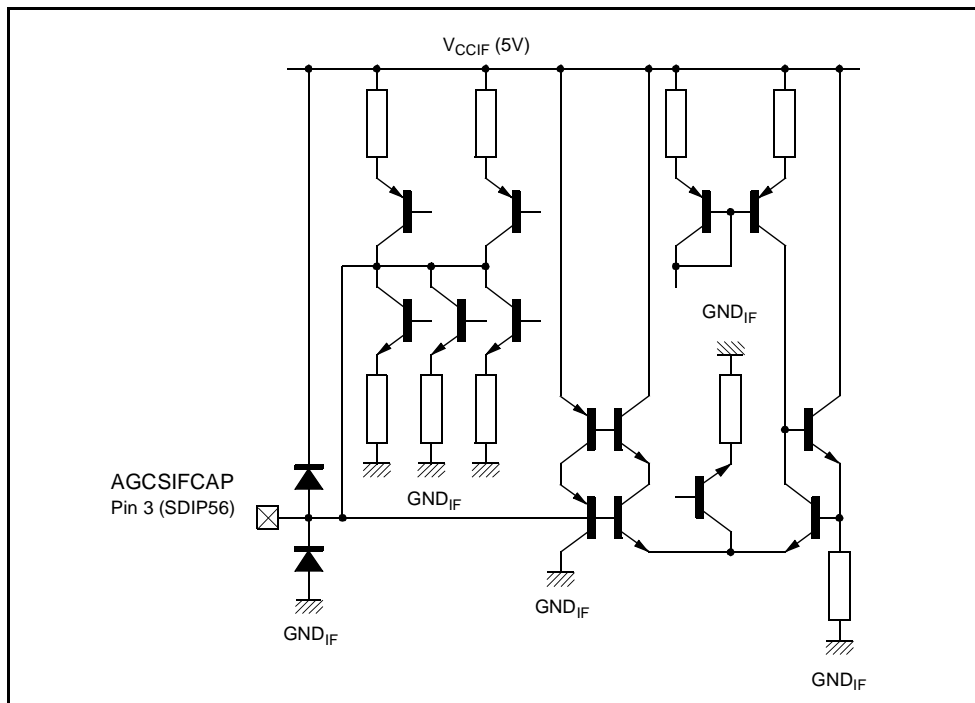 V_CCIF (5V)
GND_IF
AGCSIFCAP
Pin 3 (SDIP56)
GND_IF
GND_IF
GND_IF
GND_IF